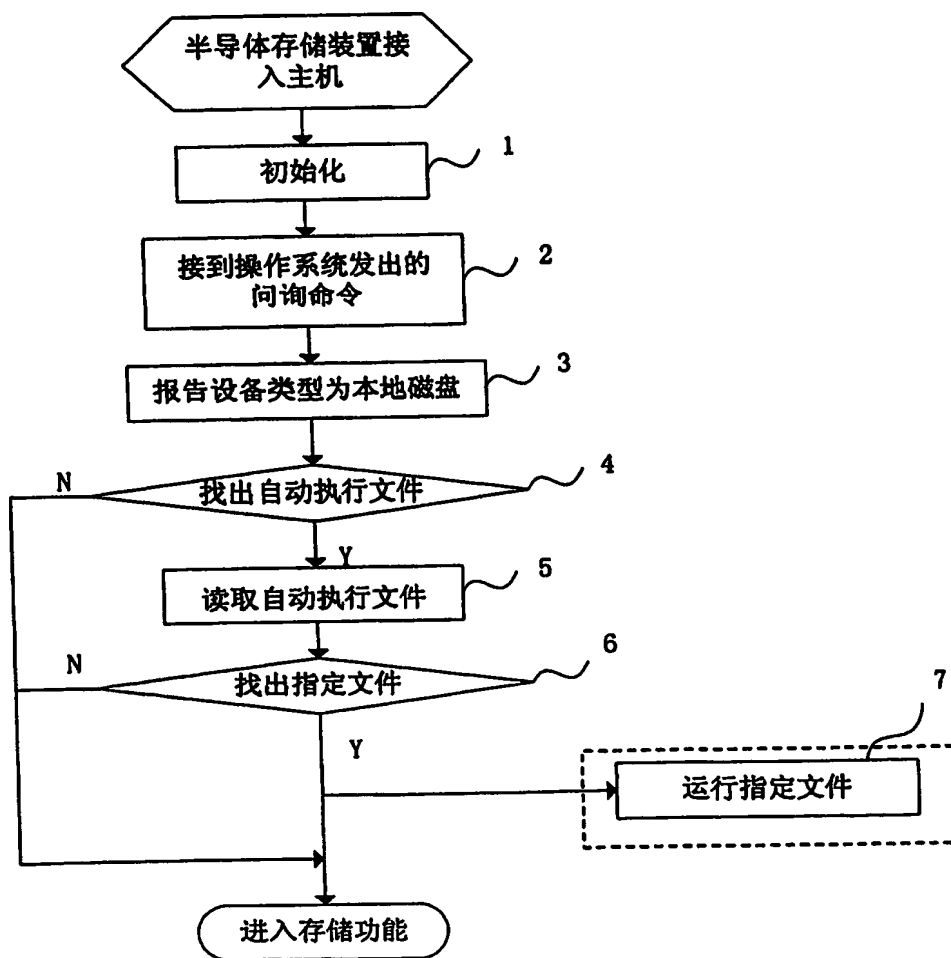 半导体存储装置接
入主机
初始化
1
接到操作系统发出的
问询命令
2
报告设备类型为本地磁盘
3
找出自动执行文件
4
N
Y
读取自动执行文件
5
找出指定文件
6
N
Y
运行指定文件
7
进入存储功能